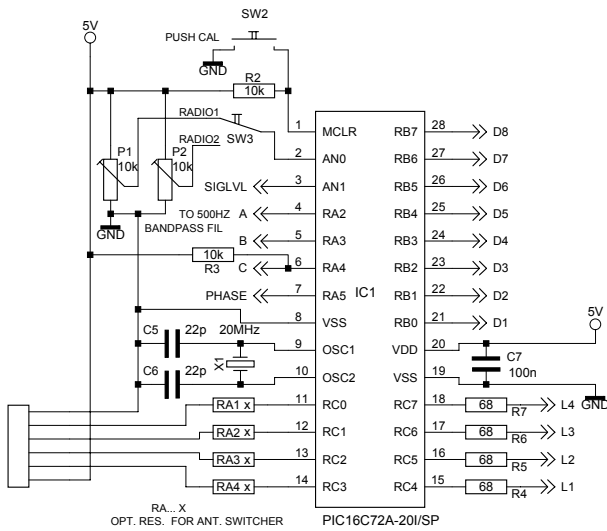 SW2
5V
PUSH CAL
GND
R2
10k
RADIO1
SW3
RADIO2
P1
10k
P2
10k
SIGLVL
TO 500HZ
A
GND
BANDPASS FIL
B
10k
R3
C
PHASE
IC1
1 MCLR RB7 28 D8
2 AN0 RB6 27 D7
3 AN1 RB5 26 D6
4 RA2 RB4 25 D5
5 RA3 RB3 24 D4
6 RA4 RB2 23 D3
7 RA5 RB1 22 D2
8 VSS RB0 21 D1
5V
C5 22p 20MHz
9 OSC1 VDD 20
X1
C7
100n
C6 22p
10 OSC2 VSS 19
GND
RA1 x 11 RC0 RC7 18 68 R7 L4
RA2 x 12 RC1 RC6 17 68 R6 L3
RA3 x 13 RC2 RC5 16 68 R5 L2
RA4 x 14 RC3 RC4 15 68 R4 L1
RA... X
OPT. RES. FOR ANT. SWITCHER
PIC16C72A-20I/SP